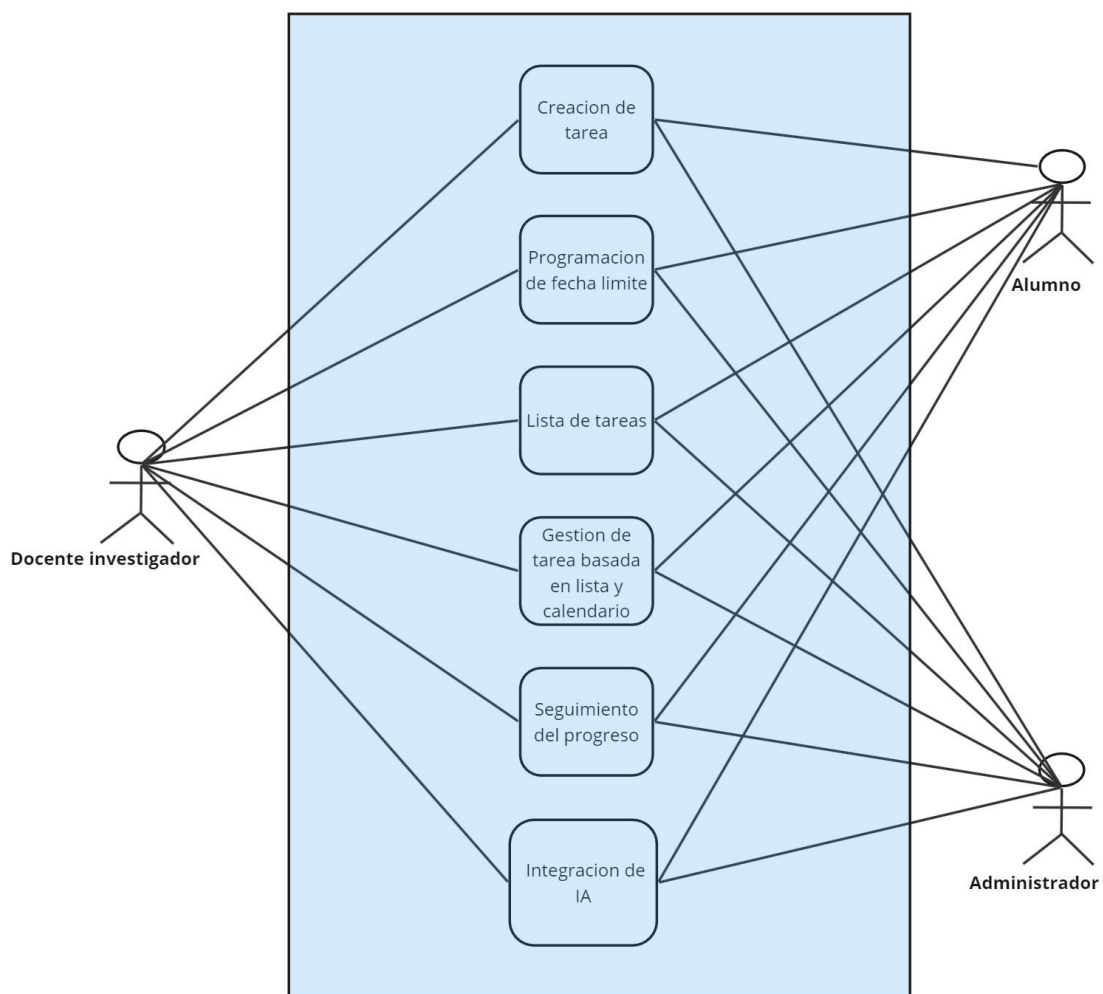 Creacion de
tarea
Programacion
de fecha limite
Alumno
Lista de tareas
Gestion de
tarea basada
en lista y
calendario
Docente investigador
Seguimiento
del progreso
Integracion de
IA
Administrador